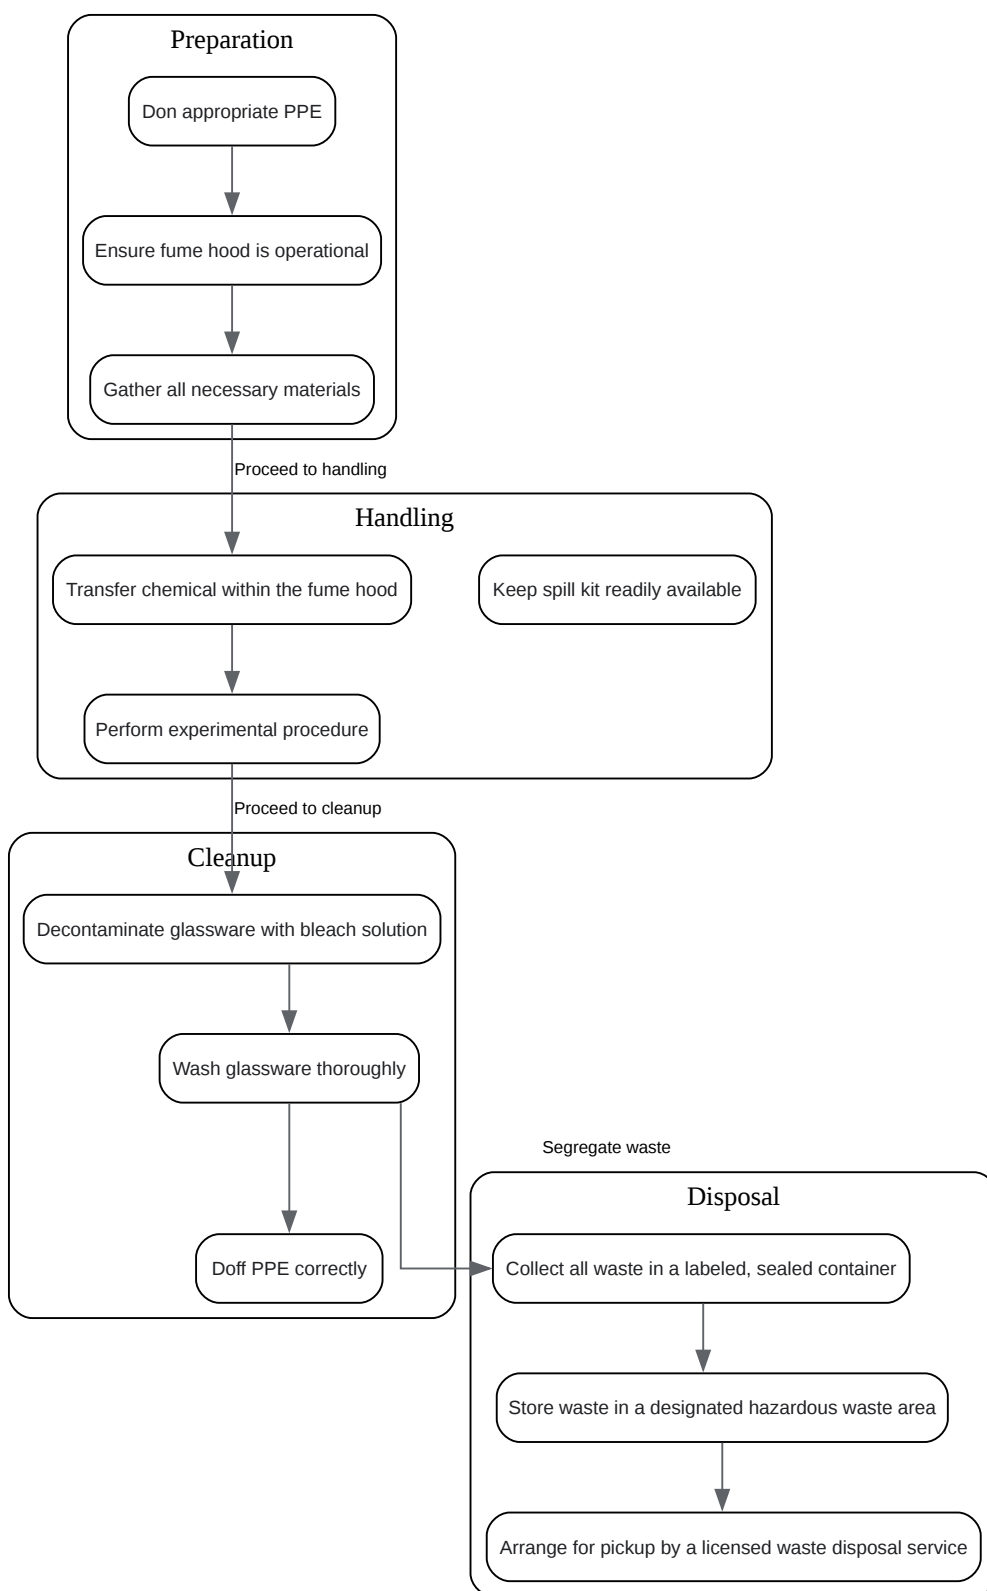 Preparation
Don appropriate PPE
Ensure fume hood is operational
Gather all necessary materials
Proceed to handling
Handling
Transfer chemical within the fume hood
Keep spill kit readily available
Perform experimental procedure
Proceed to cleanup
Cleanup
Decontaminate glassware with bleach solution
Wash glassware thoroughly
Segregate waste
Disposal
Doff PPE correctly
Collect all waste in a labeled, sealed container
Store waste in a designated hazardous waste area
Arrange for pickup by a licensed waste disposal service